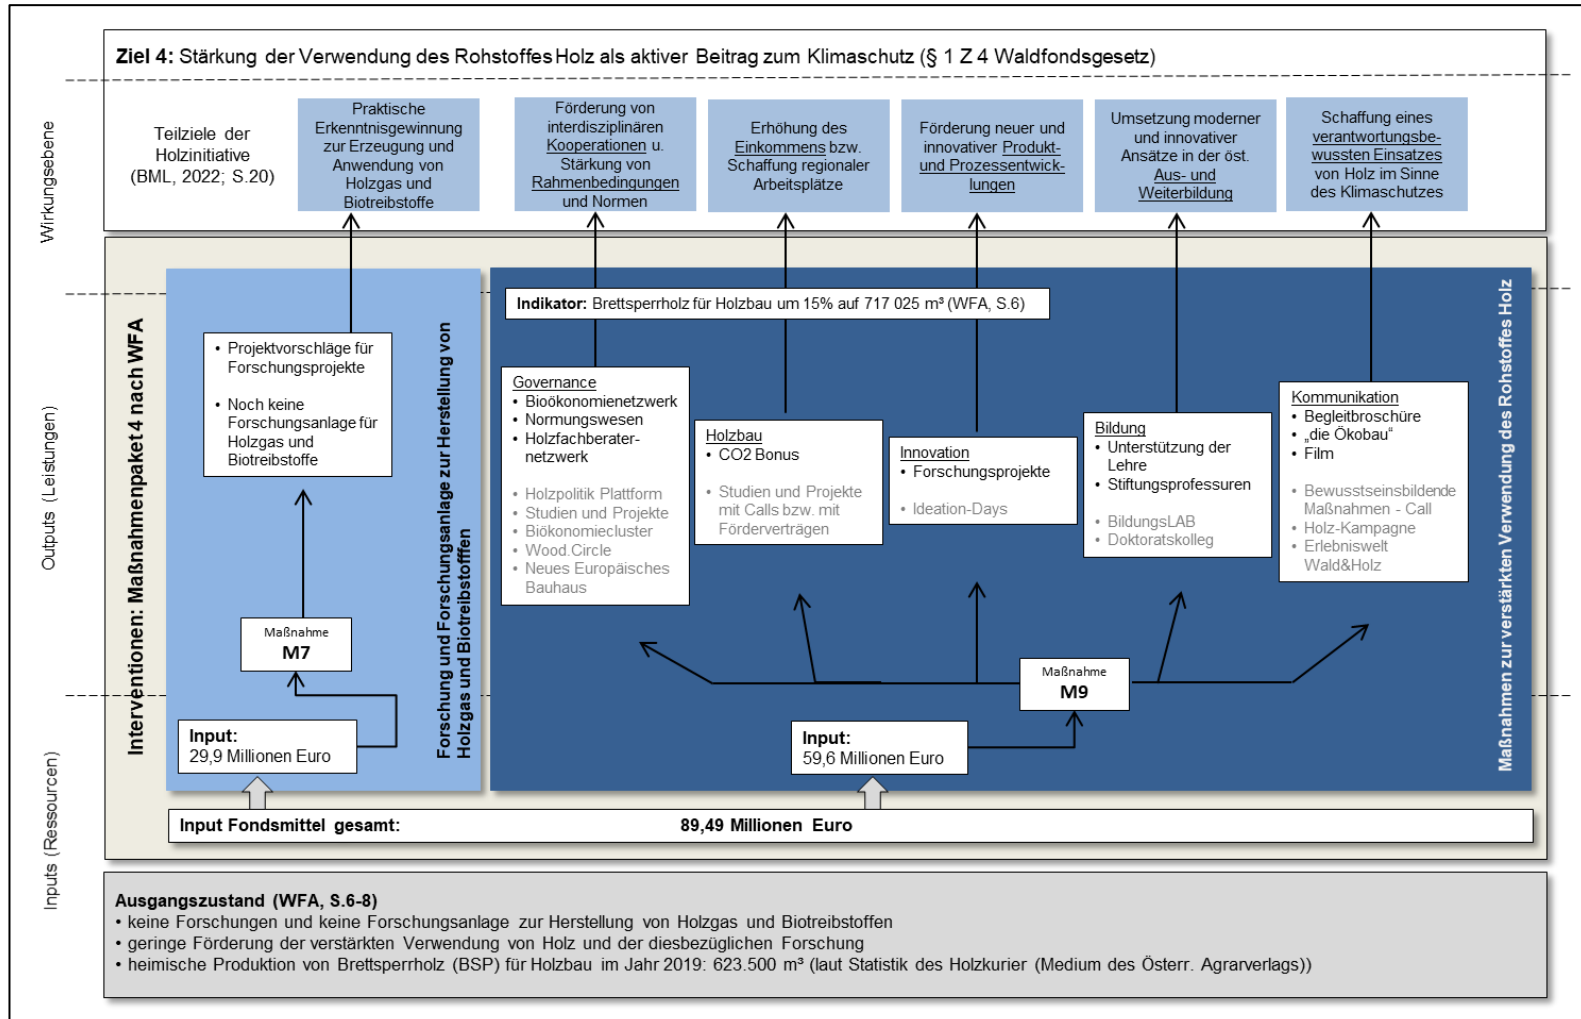 Ziel 4: Stärkung der Verwendung des Rohstoffes Holz als aktiver Beitrag zum Klimaschutz (§ 1 Z 4 Waldfondsgesetz)
Wirkungsebene
Teilziele der
Holzinitiative
(BML, 2022; S.20)
Praktische
Erkenntnisgewinnung
zur Erzeugung und
Anwendung von
Holzgas und
Biotreibstoffe
Förderung von
interdisziplinären
Kooperationen u.
Stärkung von
Rahmenbedingungen
und Normen
Erhöhung des
Einkommens bzw.
Schaffung regionaler
Arbeitsplätze
Förderung neuer und
innovativer Produkt-
und Prozessentwick-
lungen
Umsetzung moderner
und innovativer
Ansätze in der öst.
Aus- und
Weiterbildung
Schaffung eines
verantwortungsbe-
wussten Einsatzes
von Holz im Sinne
des Klimaschutzes
Outputs (Leistungen)
Interventionen: Maßnahmenpaket 4 nach WFA
• Projektvorschläge für
Forschungsprojekte
• Noch keine
Forschungsanlage für
Holzgas und
Biotreibstoffe
Forschung und Forschungsanlage zur Herstellung von
Holzgas und Biotreibstofffen
Maßnahme
M7
Input:
29,9 Millionen Euro
Indikator: Brettsperrholz für Holzbau um 15% auf 717 025 m³ (WFA, S.6)
Governance
• Bioökonomienetzwerk
• Normungswesen
• Holzfachberater-
netzwerk
• Holzpolitik Plattform
• Studien und Projekte
• Biökonomiecluster
• Wood.Circle
• Neues Europäisches
Bauhaus
Holzbau
• CO2 Bonus
• Studien und Projekte
mit Calls bzw. mit
Förderverträgen
Innovation
• Forschungsprojekte
• Ideation-Days
Bildung
• Unterstützung der
Lehre
• Stiftungsprofessuren
• BildungsLAB
• Doktoratskolleg
Kommunikation
• Begleitbroschüre
• „die Ökobau“
• Film
• Bewusstseinsbildende
Maßnahmen - Call
• Holz-Kampagne
• Erlebniswelt
Wald&Holz
Maßnahmen zur verstärkten Verwendung des Rohstoffes Holz
Maßnahme
M9
Input:
59,6 Millionen Euro
Inputs (Ressourcen)
Input Fondsmittel gesamt: 89,49 Millionen Euro
Ausgangszustand (WFA, S.6-8)
• keine Forschungen und keine Forschungsanlage zur Herstellung von Holzgas und Biotreibstoffen
• geringe Förderung der verstärkten Verwendung von Holz und der diesbezüglichen Forschung
• heimische Produktion von Brettsperrholz (BSP) für Holzbau im Jahr 2019: 623.500 m³ (laut Statistik des Holzkurier (Medium des Österr. Agrarverlags))